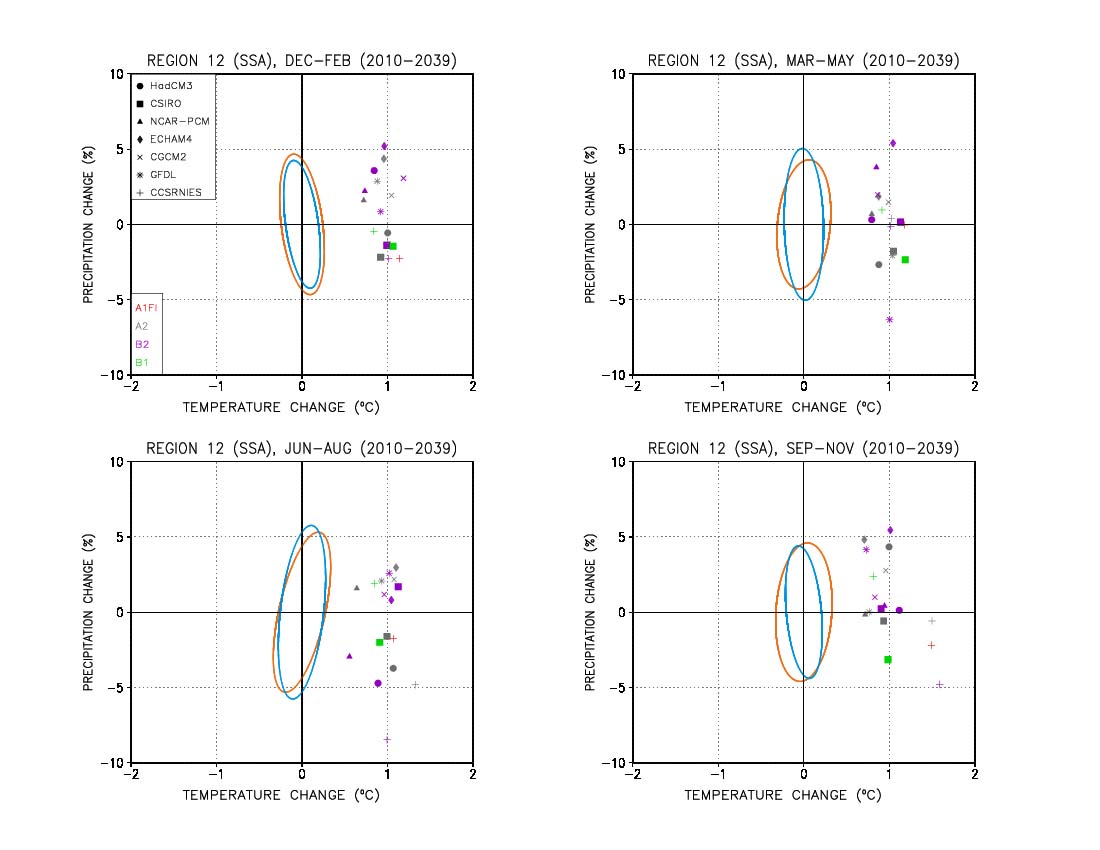 REGION 12 (SSA), DEC-FEB (2010-2039)
10
5
0
-5
-10
PRECIPITATION CHANGE (%)
HadCM3
CSIRO
NCAR-PCM
ECHAM4
CGCM2
GFDL
CCSRNIES
A1FI
A2
B2
B1
-2 -1 0 1 2
TEMPERATURE CHANGE (°C)
REGION 12 (SSA), MAR-MAY (2010-2039)
10
5
0
-5
-10
PRECIPITATION CHANGE (%)
-2 -1 0 1 2
TEMPERATURE CHANGE (°C)
REGION 12 (SSA), JUN-AUG (2010-2039)
10
5
0
-5
-10
PRECIPITATION CHANGE (%)
-2 -1 0 1 2
TEMPERATURE CHANGE (°C)
REGION 12 (SSA), SEP-NOV (2010-2039)
10
5
0
-5
-10
PRECIPITATION CHANGE (%)
-2 -1 0 1 2
TEMPERATURE CHANGE (°C)